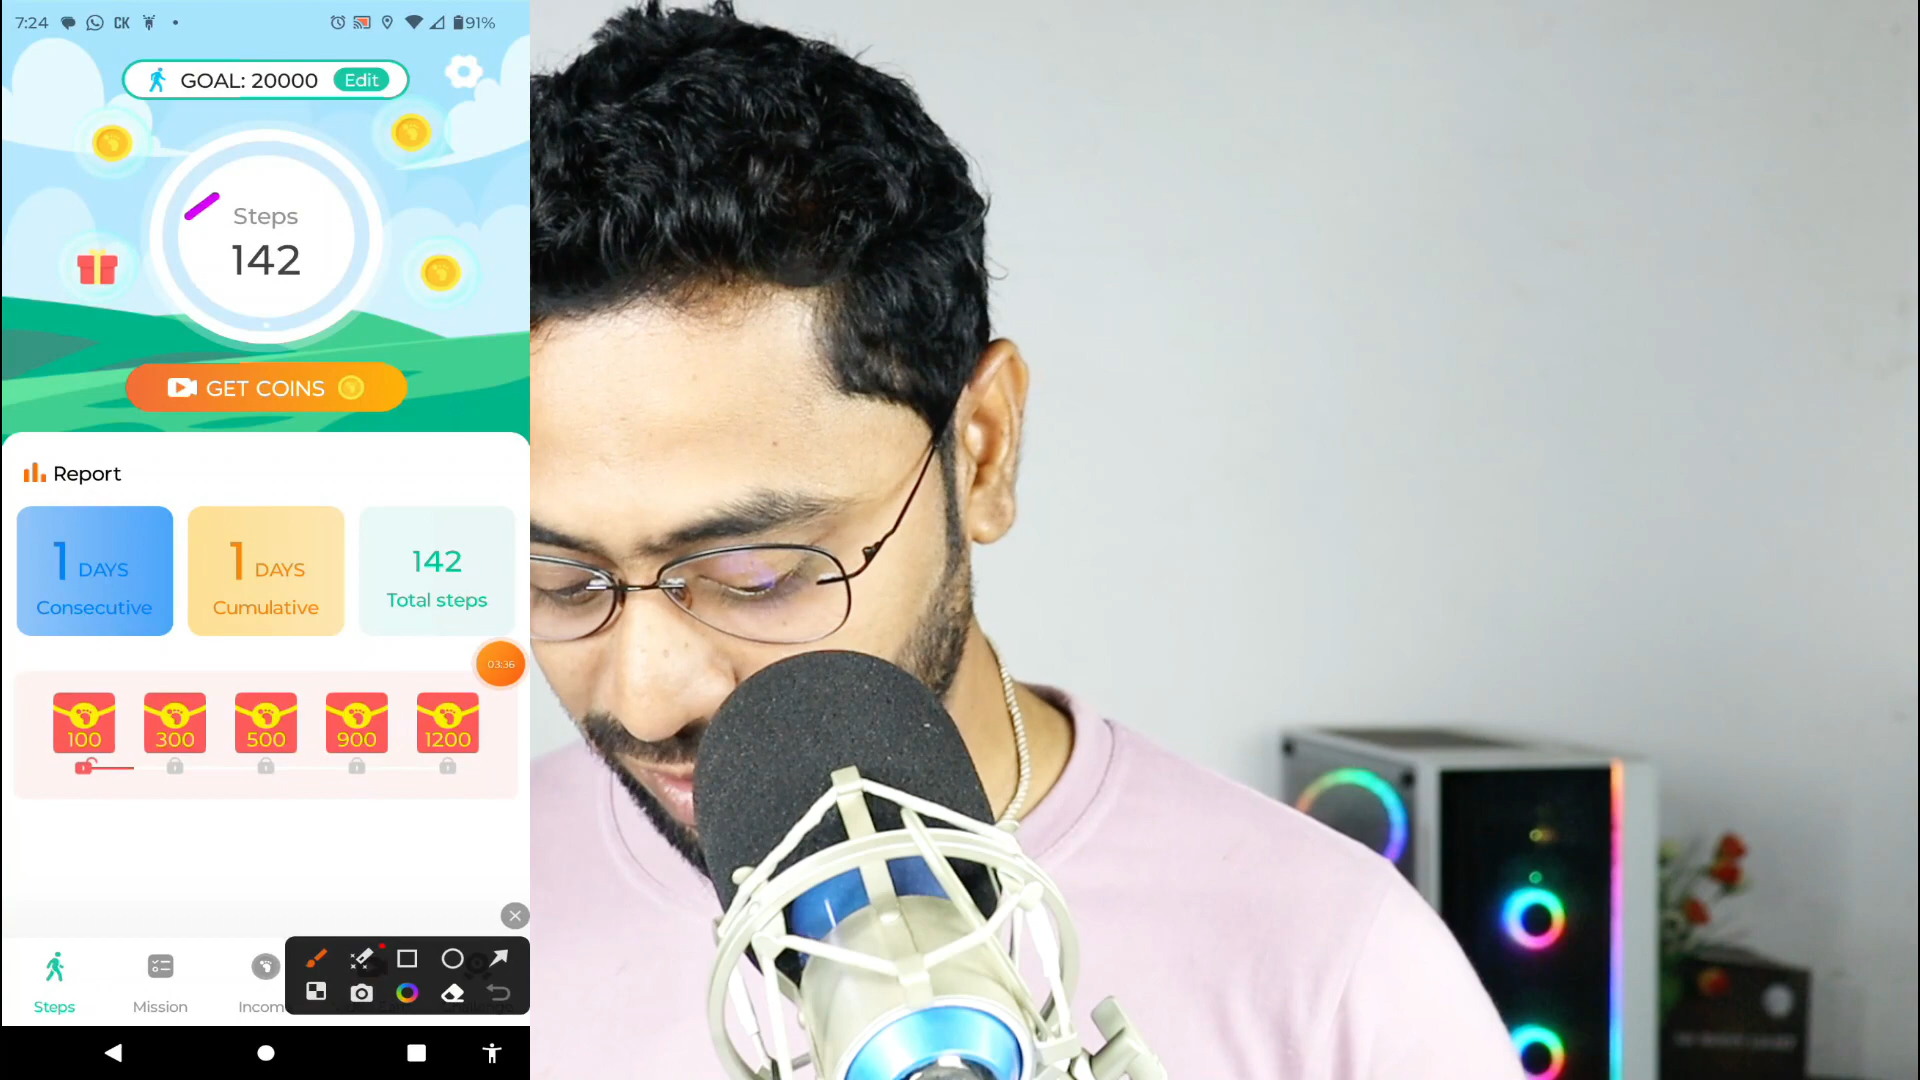 7:24 CK 91%
GOAL: 20000 Edit
Steps
142
GET COINS
Report
1 DAYS
Consecutive
1 DAYS
Cumulative
142
Total steps
03:36
100 300 500 900 1200
Steps Mission Incom